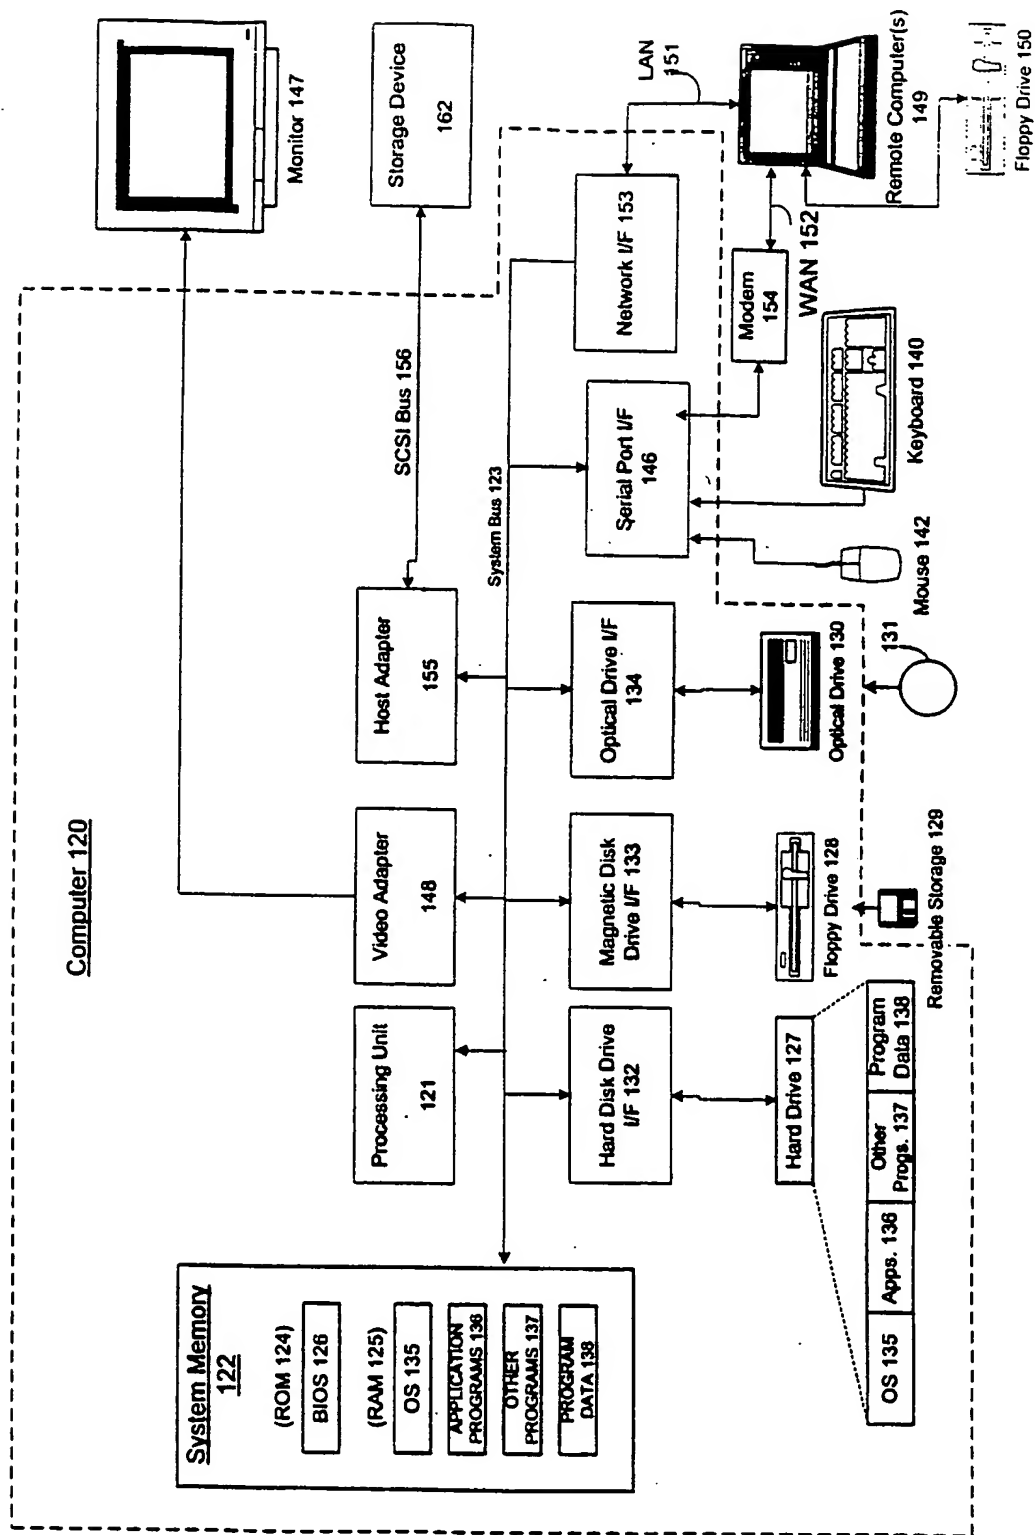 Computer 120
System Memory
122
(ROM 124)
BIOS 126
(RAM 125)
OS 135
APPLICATION
PROGRAMS 136
OTHER
PROGRAMS 137
PROGRAM
DATA 138
Processing Unit
121
Video Adapter
148
Host Adapter
155
Monitor 147
Storage Device
162
SCSI Bus 156
System Bus 123
Hard Disk Drive
I/F 132
Magnetic Disk
Drive I/F 133
Optical Drive I/F
134
Serial Port I/F
146
Network I/F 153
LAN
151
Hard Drive 127
Floppy Drive 128
Optical Drive 130
131
Mouse 142
Keyboard 140
Modem
154
WAN 152
Remote Computer(s)
149
Floppy Drive 150
OS 135
Apps. 136
Other
Progs. 137
Program
Data 138
Removable Storage 129